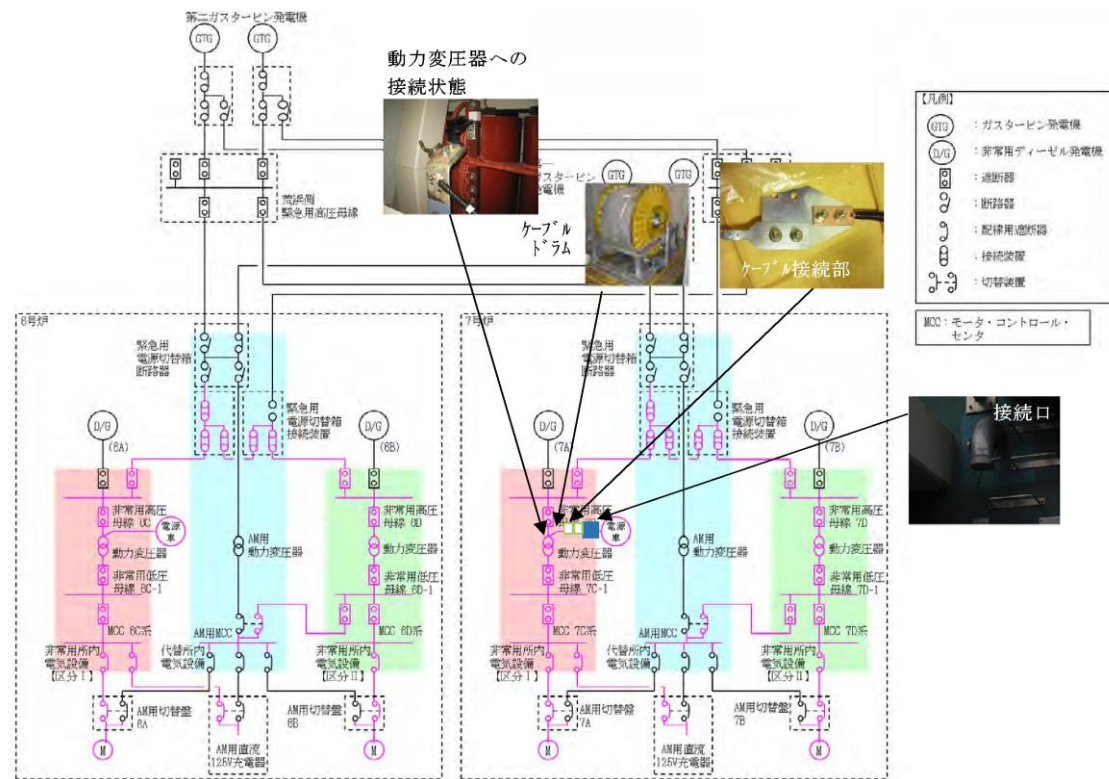 第二ガスタービン発電機
GTG
GTG
動力変圧器への
接続状態
【凡例】
GTG
：ガスタービン発電機
D/G
：非常用ディーゼル発電機
：遮断器
：断路器
：配線用遮断器
：接続装置
：切替装置
MCC：モータ・コントロール・
センタ
荒浜側
緊急用高圧母線
ガスタービン
発電機
GTG
GTG
ケーブル
ドラム
ケーブル接続部
接続口
6号炉
緊急用
電源切替箱
断路器
緊急用
電源切替箱
接続装置
D/G
(6A)
D/G
(6B)
非常用高圧
母線 6C
電源
車
動力変圧器
非常用低圧
母線 6C-1
MCC 6C系
AM用
動力変圧器
AM用MCC
非常用高圧
母線 6D
動力変圧器
非常用低圧
母線 6D-1
MCC 6D系
非常用所内
電気設備
【区分Ⅰ】
代替所内
電気設備
非常用所内
電気設備
【区分Ⅱ】
AM用切替盤
6A
AM用切替盤
6B
M
AM用直流
125V充電器
M
7号炉
緊急用
電源切替箱
断路器
緊急用
電源切替箱
接続装置
D/G
(7A)
D/G
(7B)
非常用高圧
電源
車
動力変圧器
非常用低圧
母線 7C-1
MCC 7C系
AM用
動力変圧器
AM用MCC
非常用高圧
母線 7D
動力変圧器
非常用低圧
母線 7D-1
MCC 7D系
非常用所内
電気設備
【区分Ⅰ】
代替所内
電気設備
非常用所内
電気設備
【区分Ⅱ】
AM用切替盤
7A
AM用切替盤
7B
M
AM用直流
125V充電器
M